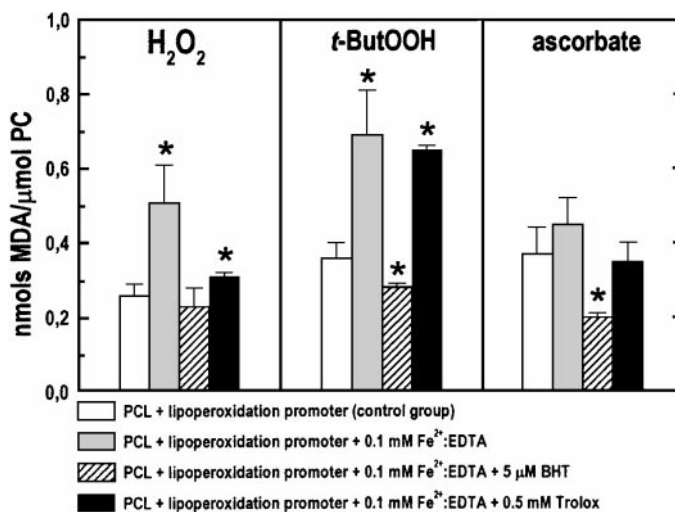 H₂O₂ t-ButOOH ascorbate
nmols MDA/μmol PC
1,0
0,8
0,6
0,4
0,2
0,0
* * * * * *
PCL + lipoperoxidation promoter (control group)
PCL + lipoperoxidation promoter + 0.1 mM Fe²⁺:EDTA
PCL + lipoperoxidation promoter + 0.1 mM Fe²⁺:EDTA + 5 μM BHT
PCL + lipoperoxidation promoter + 0.1 mM Fe²⁺:EDTA + 0.5 mM Trolox